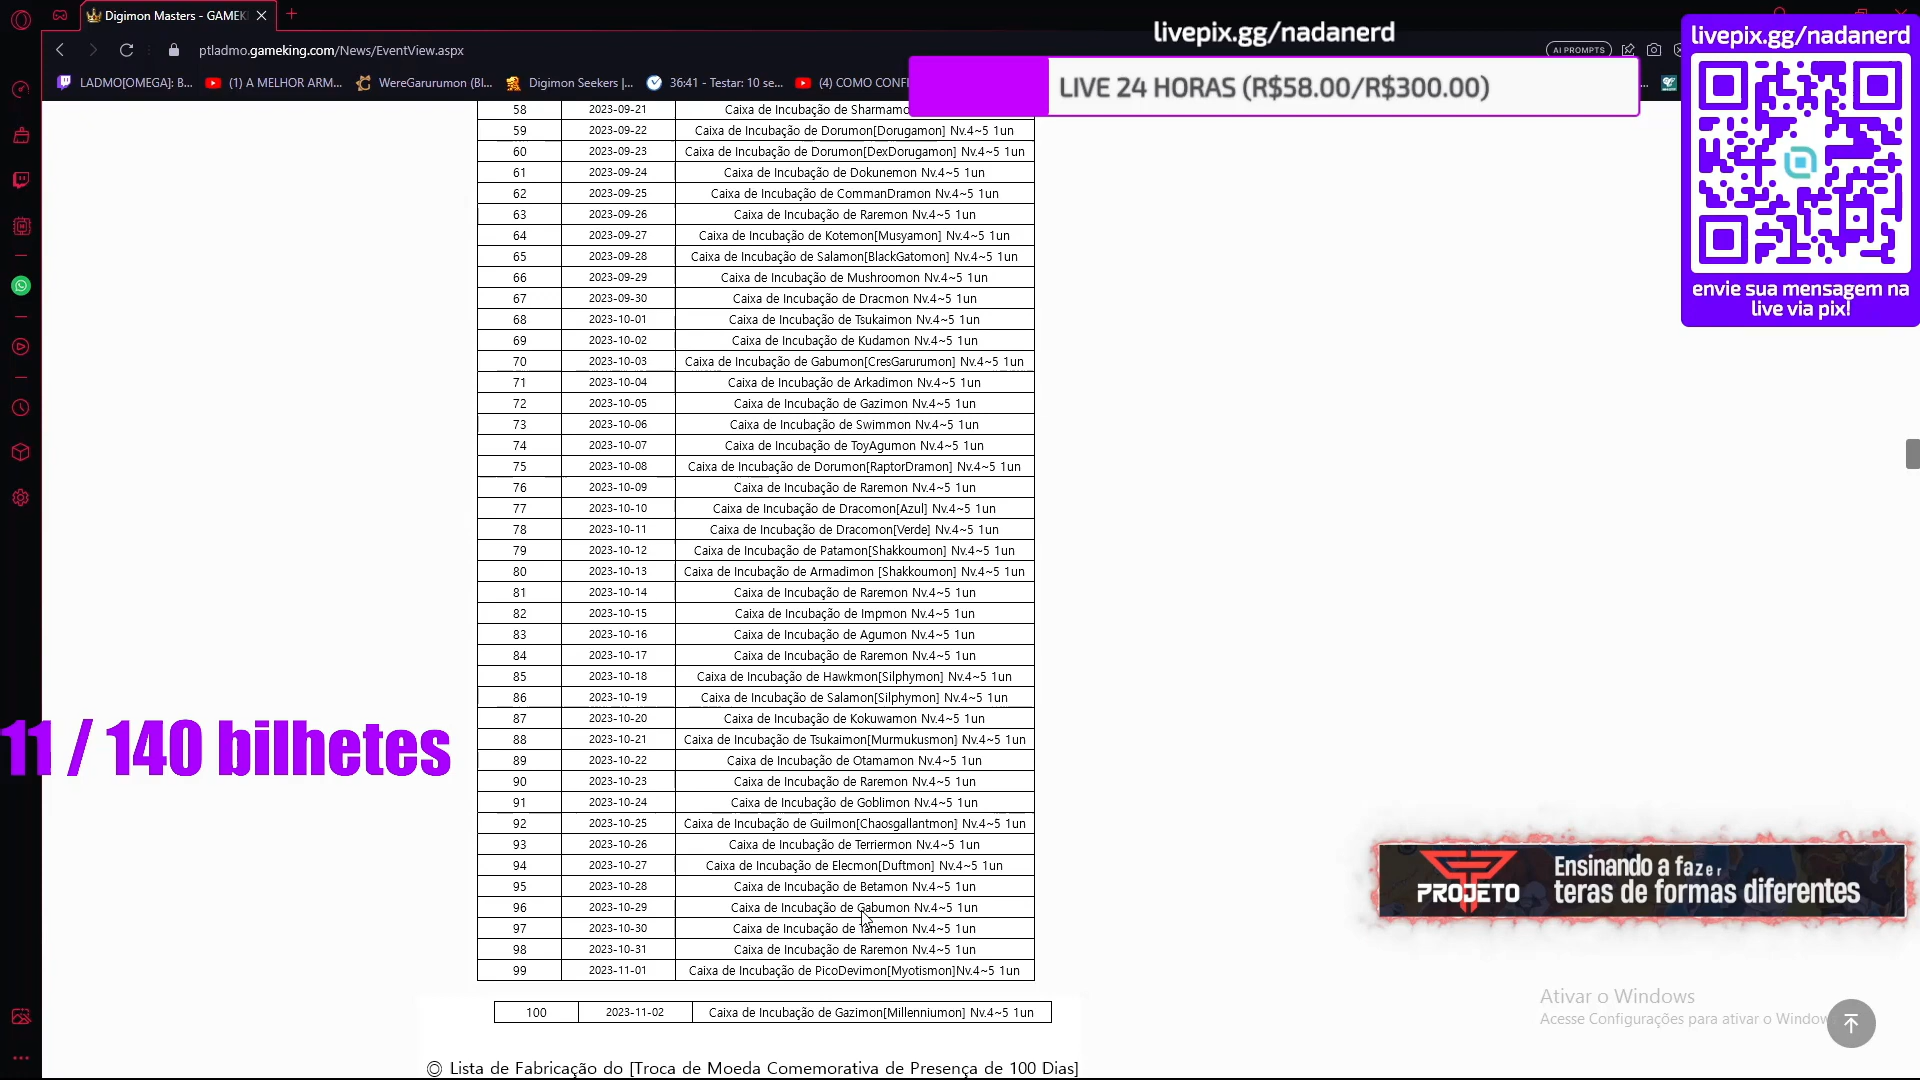 Digimon Masters - GAMEK
ptladmo.gameking.com/News/EventView.aspx
AI PROMPTS
LADMO[OMEGA]: B...
(1) A MELHOR ARM...
WereGarurumon (Bl...
Digimon Seekers |...
36:41 - Testar: 10 se...
(4) COMO CONFI
livepix.gg/nadanerd
LIVE 24 HORAS (R$58.00/R$300.00)
livepix.gg/nadanerd
envie sua mensagem na
live via pix!
58 2023-09-21 Caixa de Incubação de Sharmamo
59 2023-09-22 Caixa de Incubação de Dorumon[Dorugamon] Nv.4~5 1un
60 2023-09-23 Caixa de Incubação de Dorumon[DexDorugamon] Nv.4~5 1un
61 2023-09-24 Caixa de Incubação de Dokunemon Nv.4~5 1un
62 2023-09-25 Caixa de Incubação de CommanDramon Nv.4~5 1un
63 2023-09-26 Caixa de Incubação de Raremon Nv.4~5 1un
64 2023-09-27 Caixa de Incubação de Kotemon[Musyamon] Nv.4~5 1un
65 2023-09-28 Caixa de Incubação de Salamon[BlackGatomon] Nv.4~5 1un
66 2023-09-29 Caixa de Incubação de Mushroomon Nv.4~5 1un
67 2023-09-30 Caixa de Incubação de Dracmon Nv.4~5 1un
68 2023-10-01 Caixa de Incubação de Tsukaimon Nv.4~5 1un
69 2023-10-02 Caixa de Incubação de Kudamon Nv.4~5 1un
70 2023-10-03 Caixa de Incubação de Gabumon[CresGarurumon] Nv.4~5 1un
71 2023-10-04 Caixa de Incubação de Arkadimon Nv.4~5 1un
72 2023-10-05 Caixa de Incubação de Gazimon Nv.4~5 1un
73 2023-10-06 Caixa de Incubação de Swimmon Nv.4~5 1un
74 2023-10-07 Caixa de Incubação de ToyAgumon Nv.4~5 1un
75 2023-10-08 Caixa de Incubação de Dorumon[RaptorDramon] Nv.4~5 1un
76 2023-10-09 Caixa de Incubação de Raremon Nv.4~5 1un
77 2023-10-10 Caixa de Incubação de Dracomon[Azul] Nv.4~5 1un
78 2023-10-11 Caixa de Incubação de Dracomon[Verde] Nv.4~5 1un
79 2023-10-12 Caixa de Incubação de Patamon[Shakkoumon] Nv.4~5 1un
80 2023-10-13 Caixa de Incubação de Armadimon [Shakkoumon] Nv.4~5 1un
81 2023-10-14 Caixa de Incubação de Raremon Nv.4~5 1un
82 2023-10-15 Caixa de Incubação de Impmon Nv.4~5 1un
83 2023-10-16 Caixa de Incubação de Agumon Nv.4~5 1un
84 2023-10-17 Caixa de Incubação de Raremon Nv.4~5 1un
85 2023-10-18 Caixa de Incubação de Hawkmon[Silphymon] Nv.4~5 1un
86 2023-10-19 Caixa de Incubação de Salamon[Silphymon] Nv.4~5 1un
87 2023-10-20 Caixa de Incubação de Kokuwamon Nv.4~5 1un
88 2023-10-21 Caixa de Incubação de Tsukaimon[Murmukusmon] Nv.4~5 1un
89 2023-10-22 Caixa de Incubação de Otamamon Nv.4~5 1un
90 2023-10-23 Caixa de Incubação de Raremon Nv.4~5 1un
91 2023-10-24 Caixa de Incubação de Goblimon Nv.4~5 1un
92 2023-10-25 Caixa de Incubação de Guilmon[Chaosgallantmon] Nv.4~5 1un
93 2023-10-26 Caixa de Incubação de Terriermon Nv.4~5 1un
94 2023-10-27 Caixa de Incubação de Elecmon[Duftmon] Nv.4~5 1un
95 2023-10-28 Caixa de Incubação de Betamon Nv.4~5 1un
96 2023-10-29 Caixa de Incubação de Gabumon Nv.4~5 1un
97 2023-10-30 Caixa de Incubação de Nv.4~5 1un
98 2023-10-31 Caixa de Incubação de Raremon Nv.4~5 1un
99 2023-11-01 Caixa de Incubação de PicoDevimon[Myotismon]Nv.4~5 1un
100 2023-11-02 Caixa de Incubação de Gazimon[Millenniumon] Nv.4~5 1un
◎ Lista de Fabricação do [Troca de Moeda Comemorativa de Presença de 100 Dias]
11 / 140 bilhetes
PROJETO
Ensinando a fazer
teras de formas diferentes
Ativar o Windows
Acesse Configurações para ativar o Window